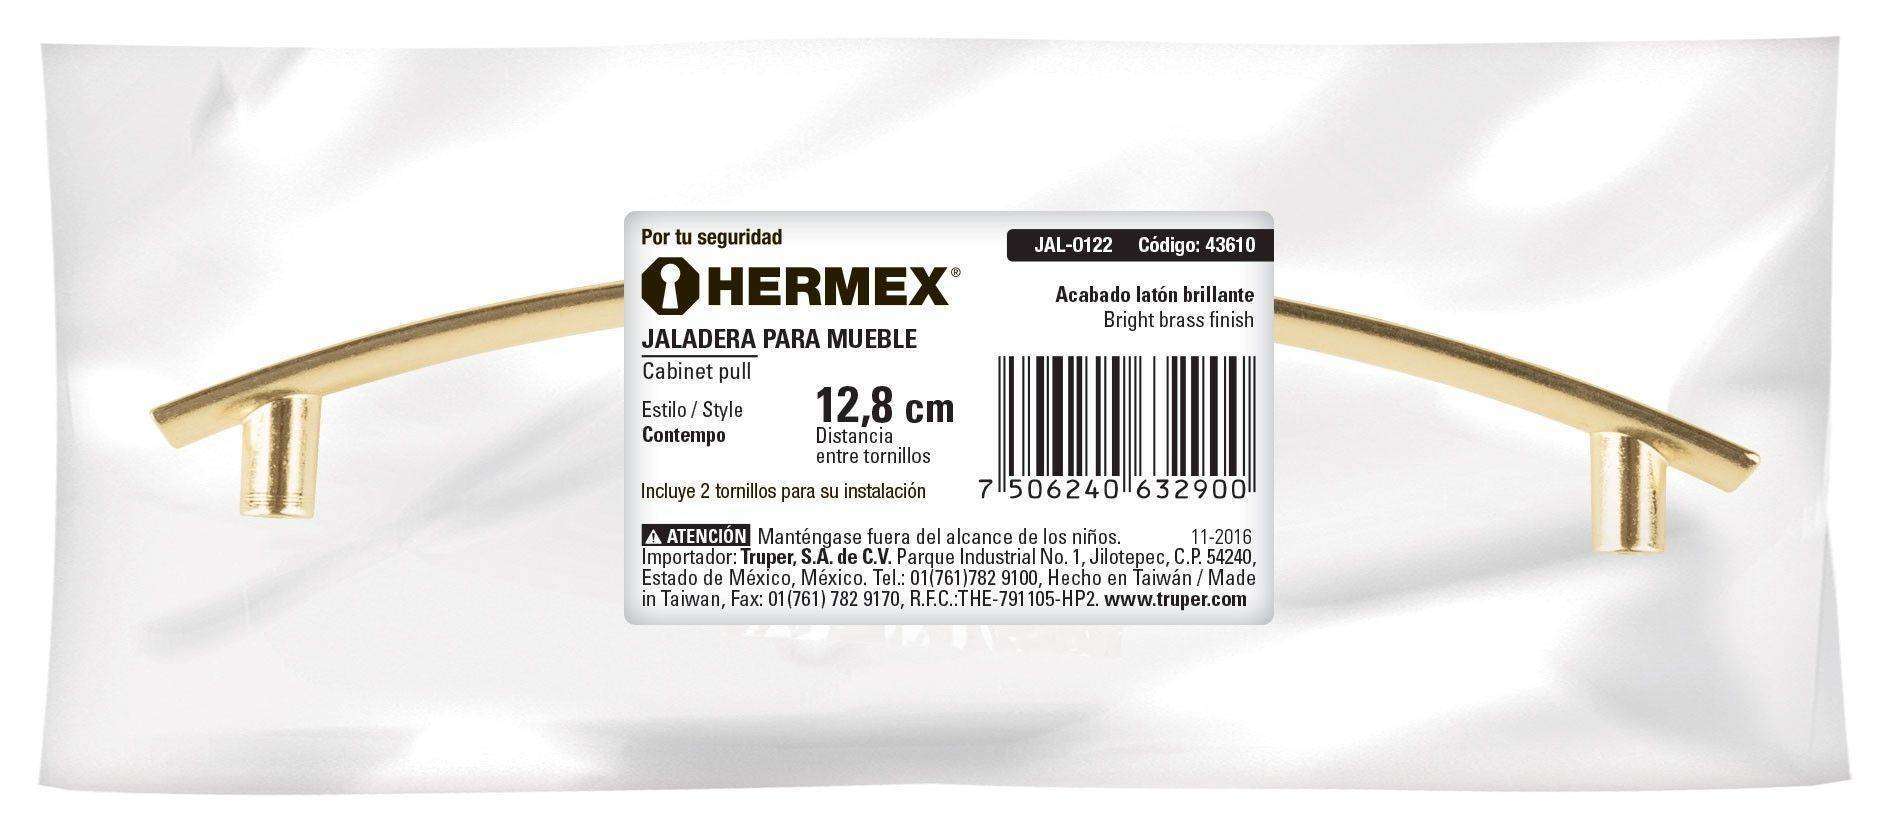 Por tu seguridad
HERMEX®
JALADERA PARA MUEBLE
Cabinet pull
Estilo / Style
Contempo
12,8 cm
Distancia
entre tornillos
Incluye 2 tornillos para su instalación
JAL-0122 Código: 43610
Acabado latón brillante
Bright brass finish
7 506240 632900
ATENCIÓN Manténgase fuera del alcance de los niños. 11-2016
Importador: Truper, S.A. de C.V. Parque Industrial No. 1, Jilotepec, C.P. 54240,
Estado de México, México. Tel.: 01(761)782 9100, Hecho en Taiwán / Made
in Taiwan, Fax: 01(761) 782 9170, R.F.C.:THE-791105-HP2. www.truper.com